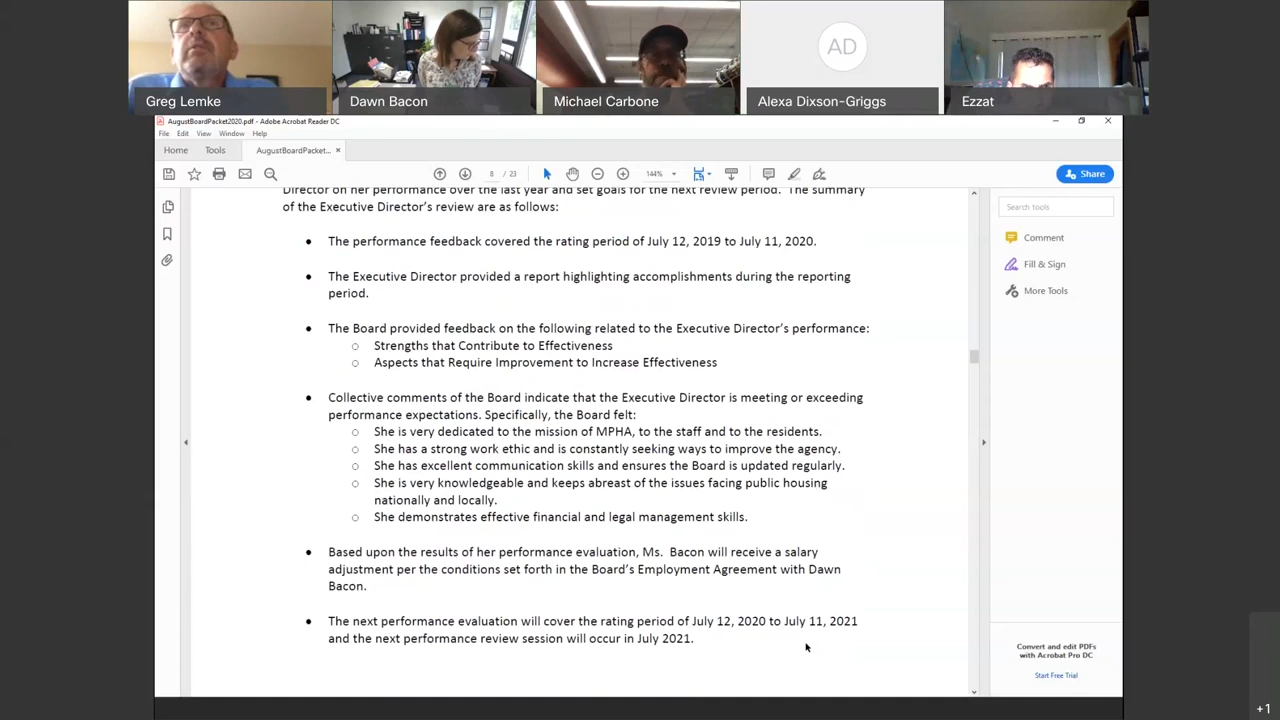 AD
Greg Lemke
Dawn Bacon
Michael Carbone
Alexa Dixson-Griggs
Ezzat
AugustBoardPacket2020.pdf - Adobe Acrobat Reader DC
File Edit View Window Help
Home Tools AugustBoardPacket... ×
8 / 23
144%
Share
Director on her performance over the last year and set goals for the next review period. The summary
of the Executive Director's review are as follows:
• The performance feedback covered the rating period of July 12, 2019 to July 11, 2020.
• The Executive Director provided a report highlighting accomplishments during the reporting
period.
• The Board provided feedback on the following related to the Executive Director's performance:
○ Strengths that Contribute to Effectiveness
○ Aspects that Require Improvement to Increase Effectiveness
• Collective comments of the Board indicate that the Executive Director is meeting or exceeding
performance expectations. Specifically, the Board felt:
○ She is very dedicated to the mission of MPHA, to the staff and to the residents.
○ She has a strong work ethic and is constantly seeking ways to improve the agency.
○ She has excellent communication skills and ensures the Board is updated regularly.
○ She is very knowledgeable and keeps abreast of the issues facing public housing
nationally and locally.
○ She demonstrates effective financial and legal management skills.
• Based upon the results of her performance evaluation, Ms. Bacon will receive a salary
adjustment per the conditions set forth in the Board's Employment Agreement with Dawn
Bacon.
• The next performance evaluation will cover the rating period of July 12, 2020 to July 11, 2021
and the next performance review session will occur in July 2021.
Search tools
Comment
Fill & Sign
More Tools
Convert and edit PDFs
with Acrobat Pro DC
Start Free Trial
+1